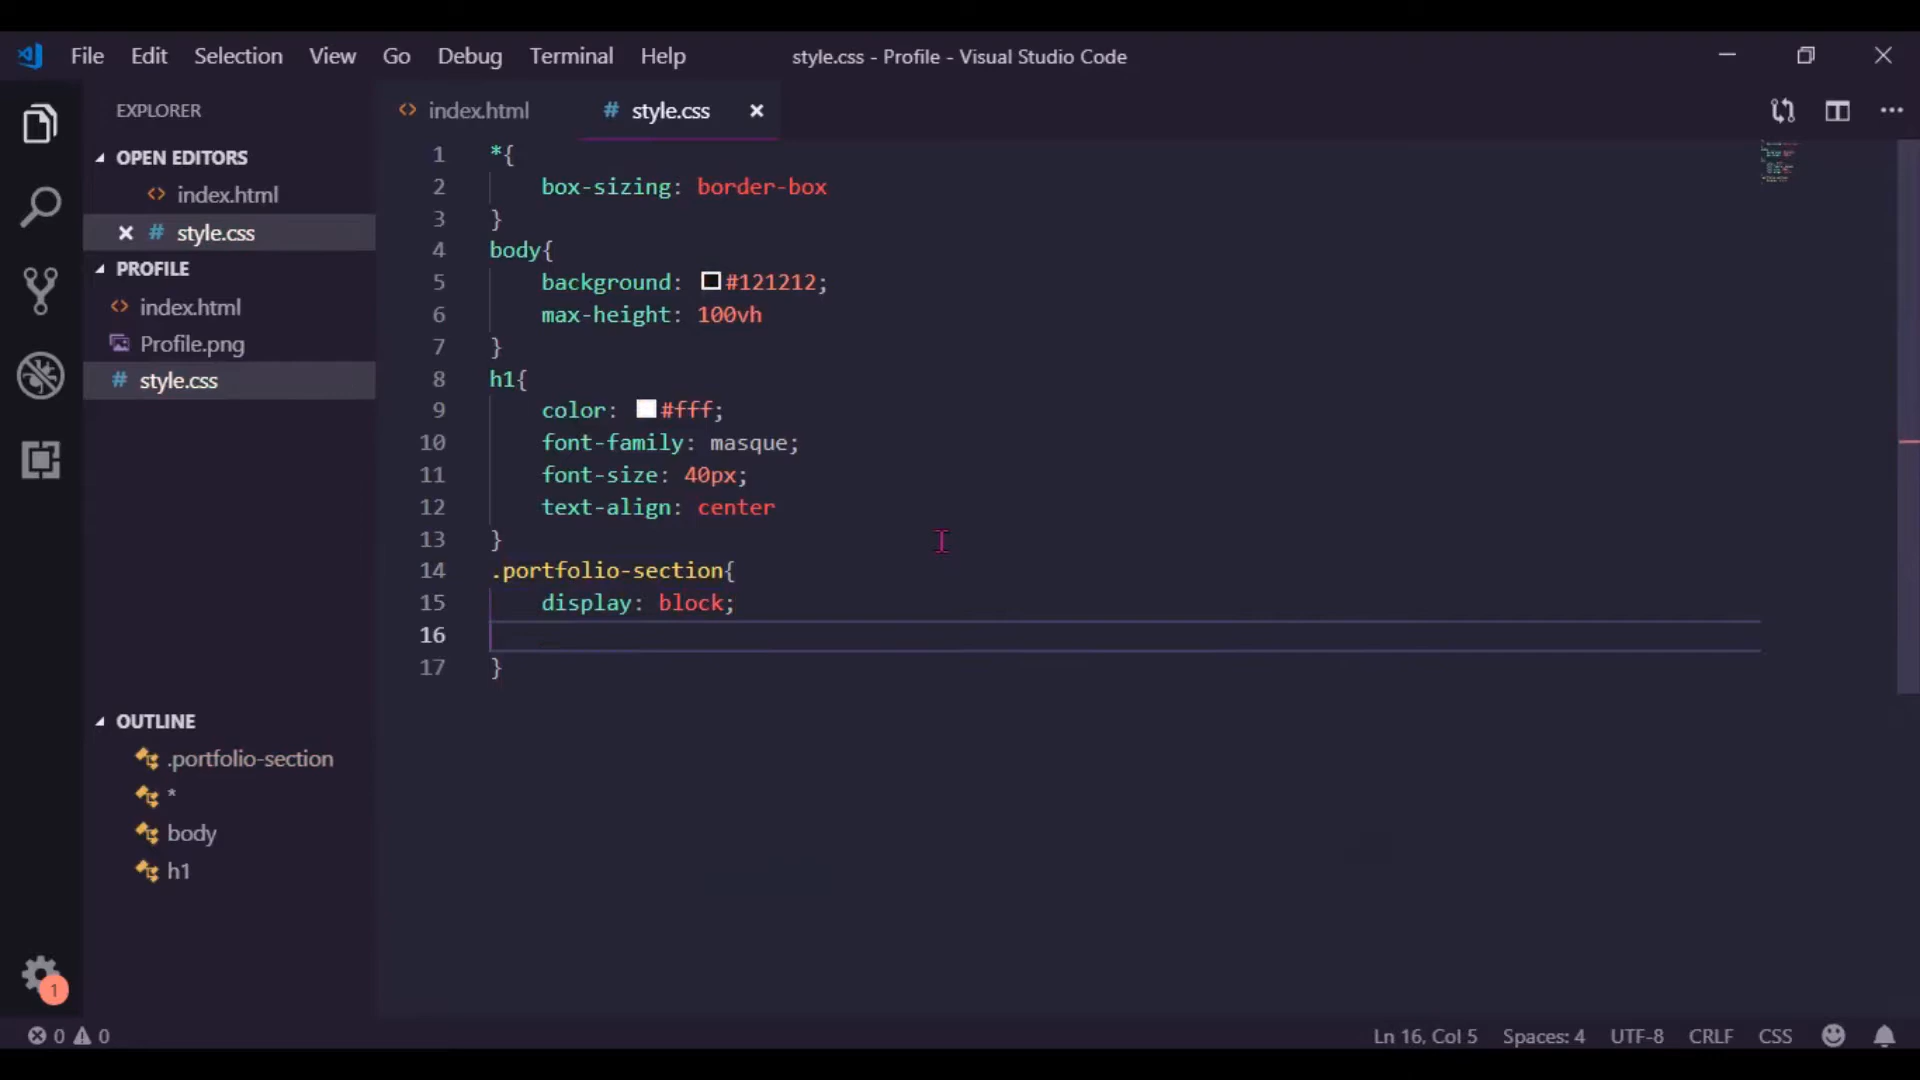 File Edit Selection View Go Debug Terminal Help style.css - Profile - Visual Studio Code
EXPLORER
OPEN EDITORS
index.html
style.css
PROFILE
index.html
Profile.png
style.css
OUTLINE
.portfolio-section
*
body
h1
1
index.html style.css
1 *{
2 box-sizing: border-box
3 }
4 body{
5 background: #121212;
6 max-height: 100vh
7 }
8 h1{
9 color: #fff;
10 font-family: masque;
11 font-size: 40px;
12 text-align: center
13 }
14 .portfolio-section{
15 display: block;
16
17 }
0 0 Ln 16, Col 5 Spaces: 4 UTF-8 CRLF CSS